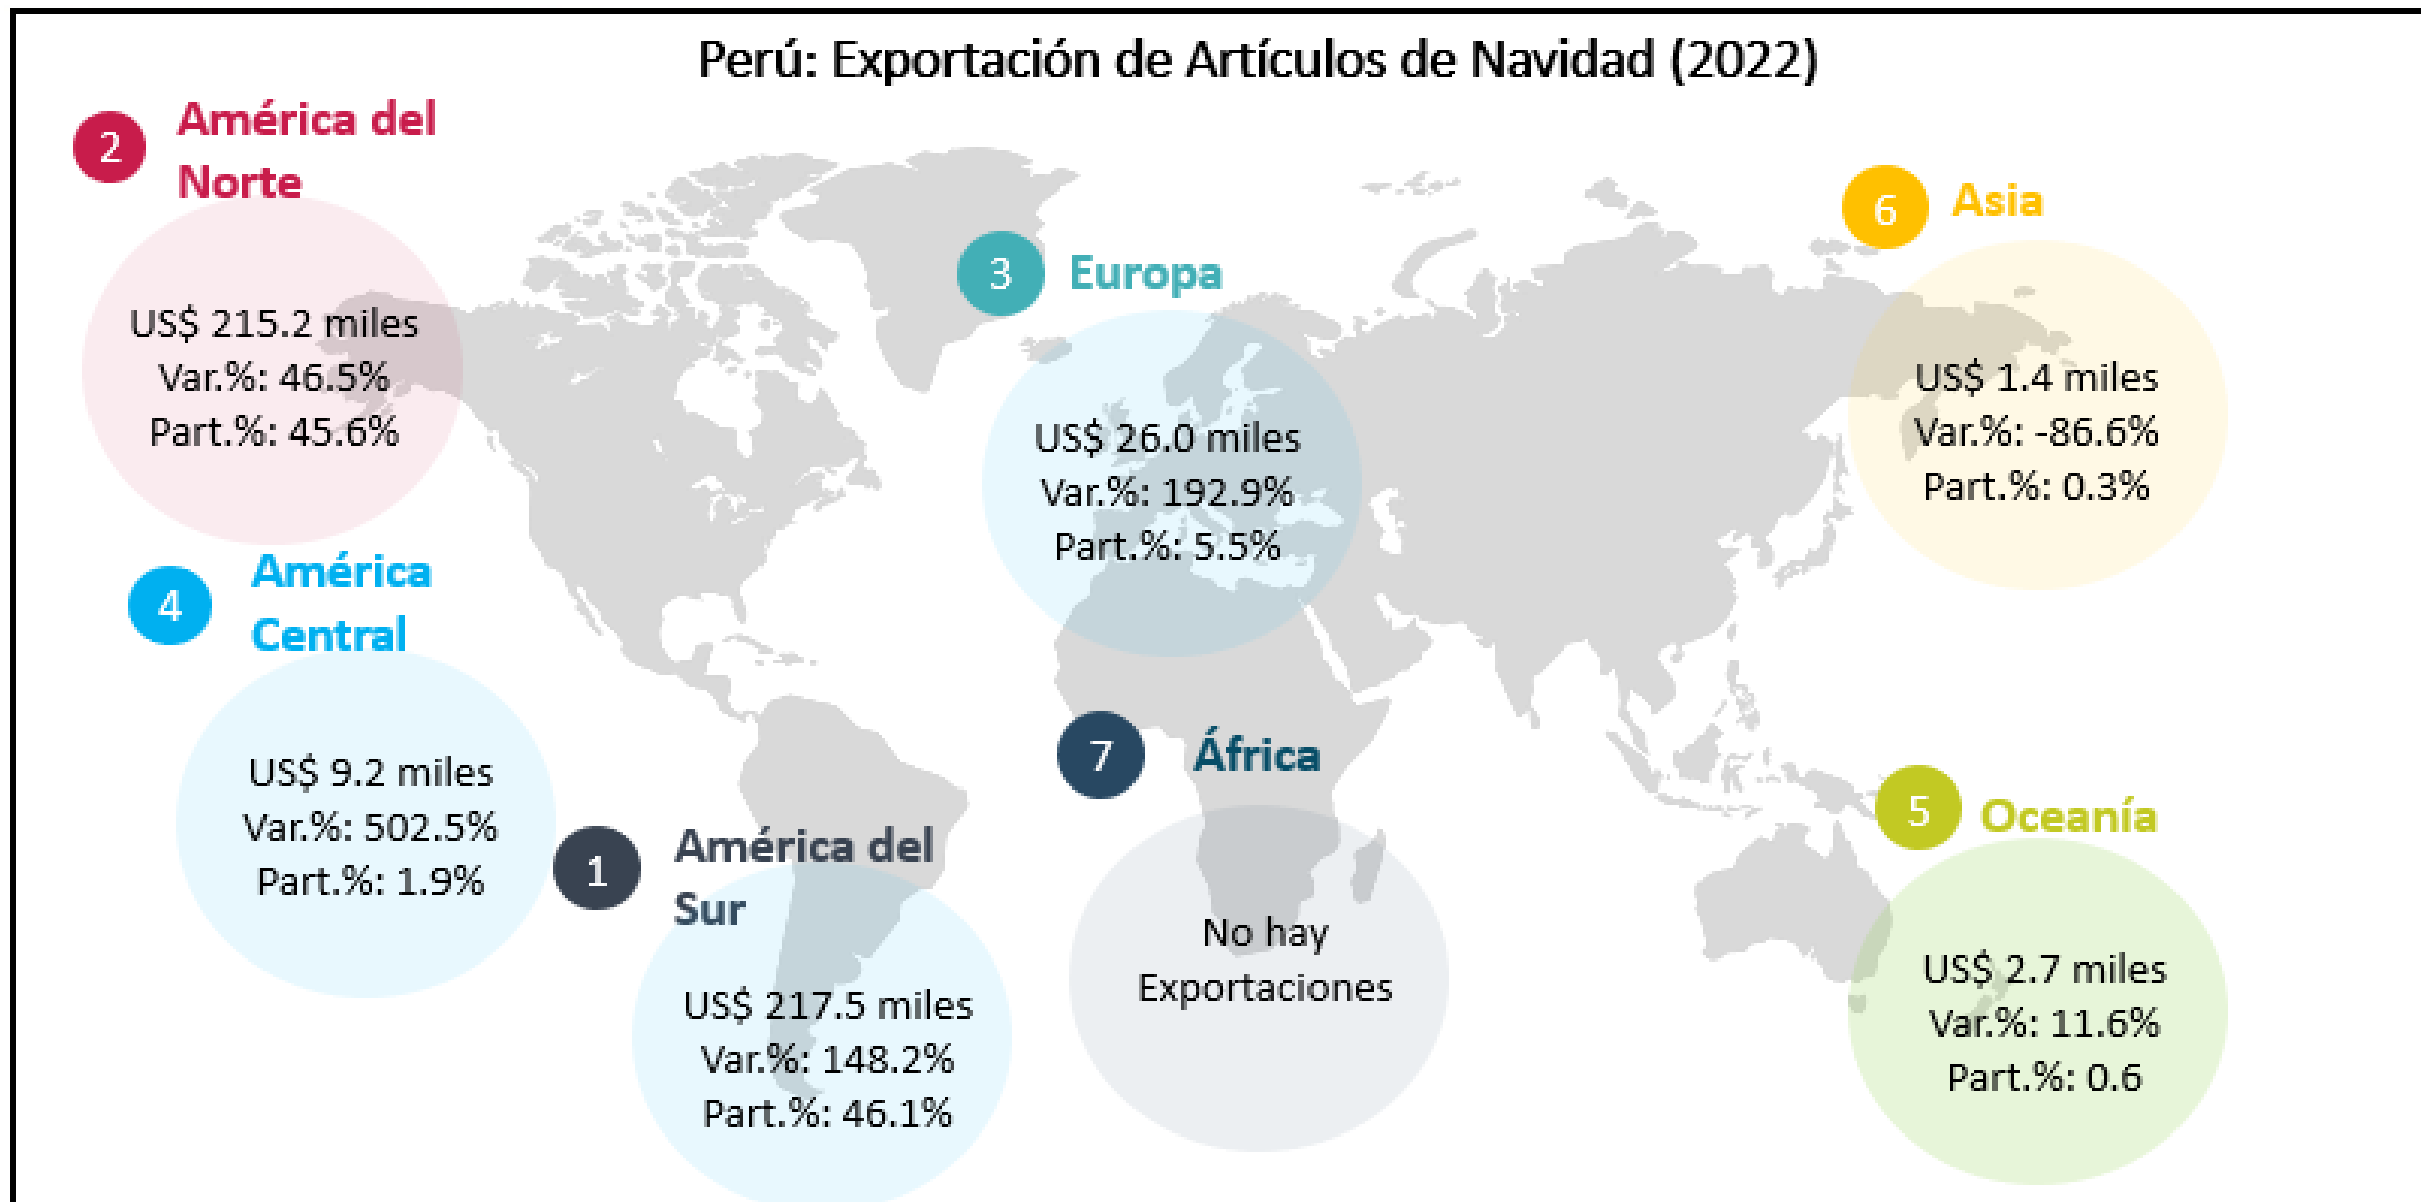 Perú: Exportación de Artículos de Navidad (2022)
2
América del
Norte
US$ 215.2 miles
Var.%: 46.5%
Part.%: 45.6%
3
Europa
US$ 26.0 miles
Var.%: 192.9%
Part.%: 5.5%
6
Asia
US$ 1.4 miles
Var.%: -86.6%
Part.%: 0.3%
4
América
Central
US$ 9.2 miles
Var.%: 502.5%
Part.%: 1.9%
1
América del
Sur
US$ 217.5 miles
Var.%: 148.2%
Part.%: 46.1%
7
África
No hay
Exportaciones
5
Oceanía
US$ 2.7 miles
Var.%: 11.6%
Part.%: 0.6